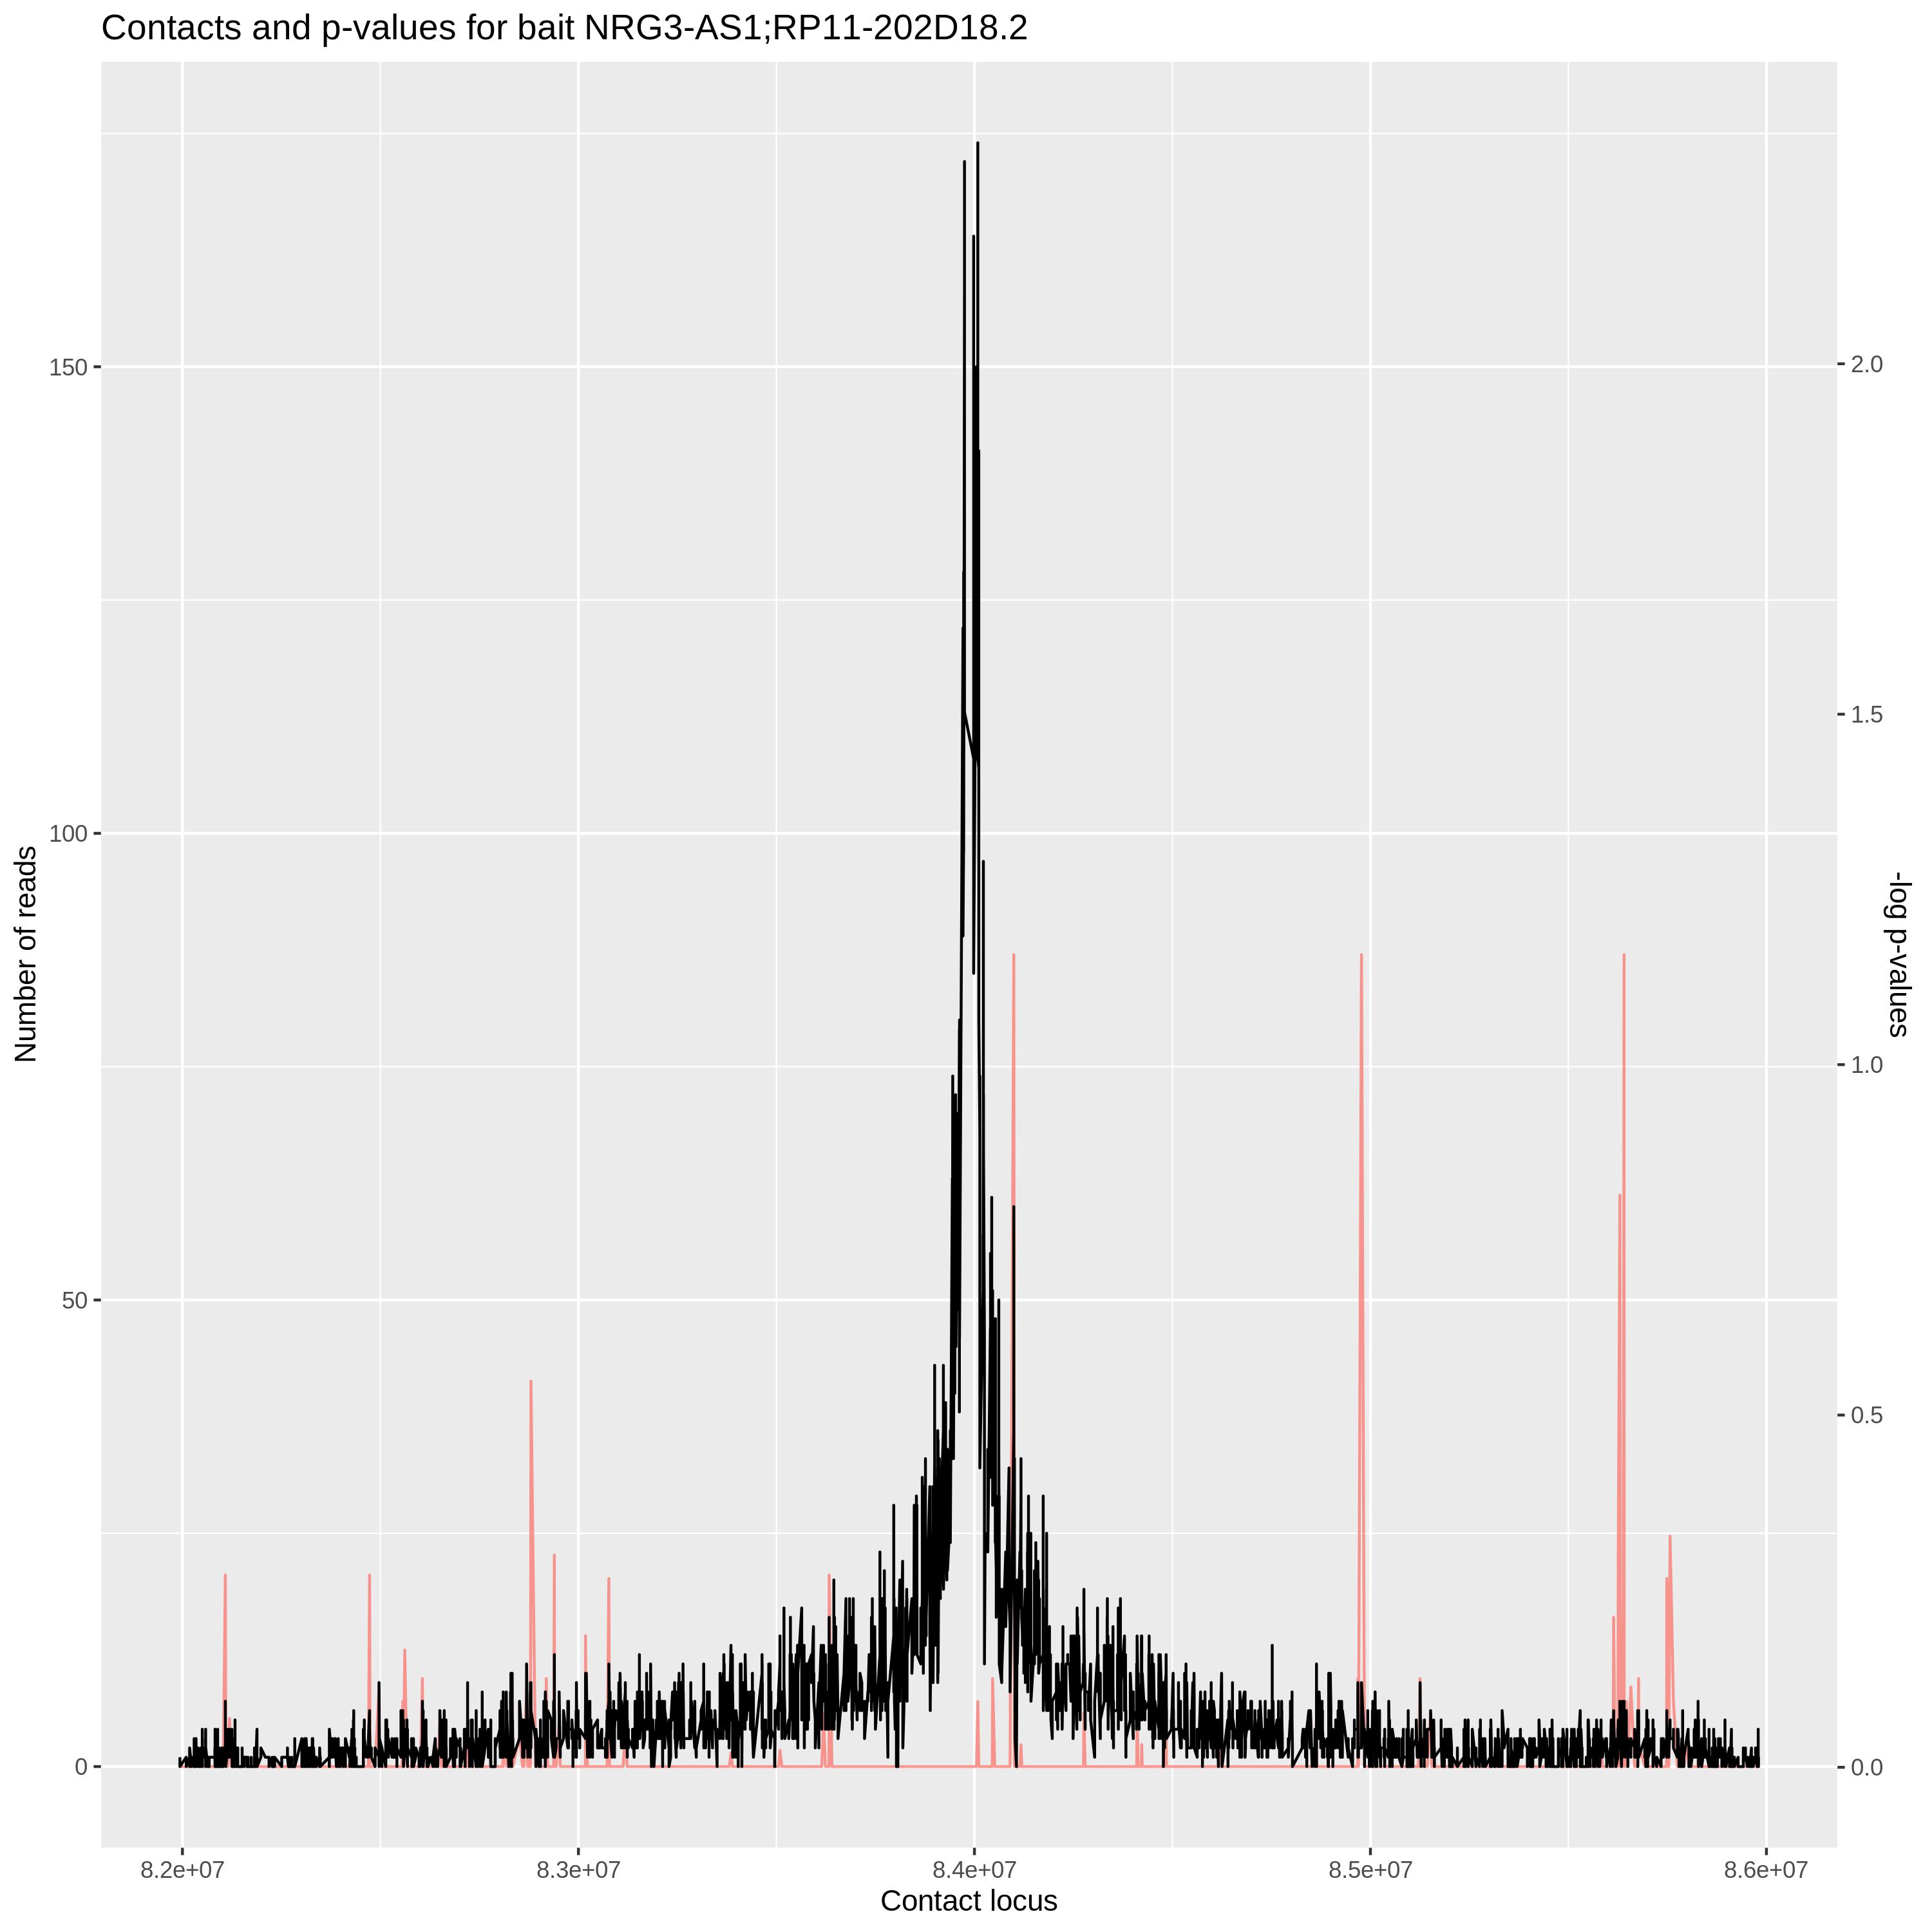 Contacts and p-values for bait NRG3-AS1;RP11-202D18.2
150
100
50
0
Number of reads
2.0
1.5
1.0
0.5
0.0
-log p-values
8.2e+07 8.3e+07 8.4e+07 8.5e+07 8.6e+07
Contact locus